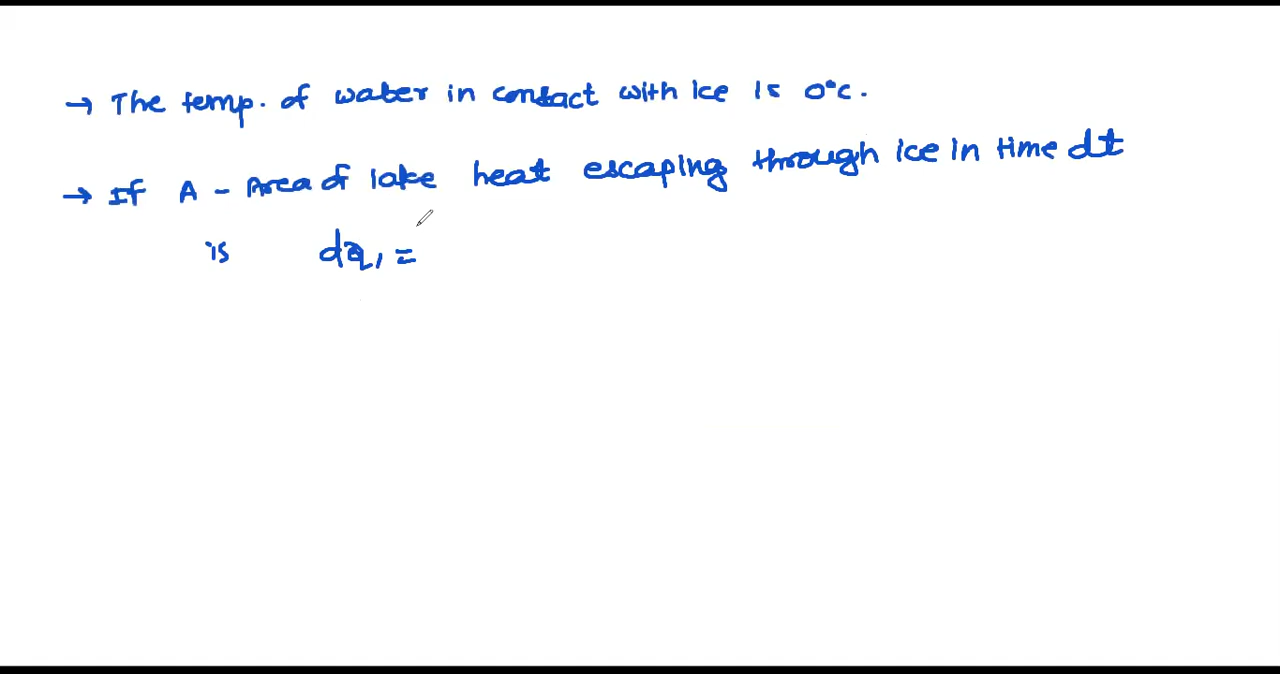 → The temp. of water in contact with ice is 0°C.
→ If A - Area of lake heat escaping through ice in time dt
is dQ₁ =